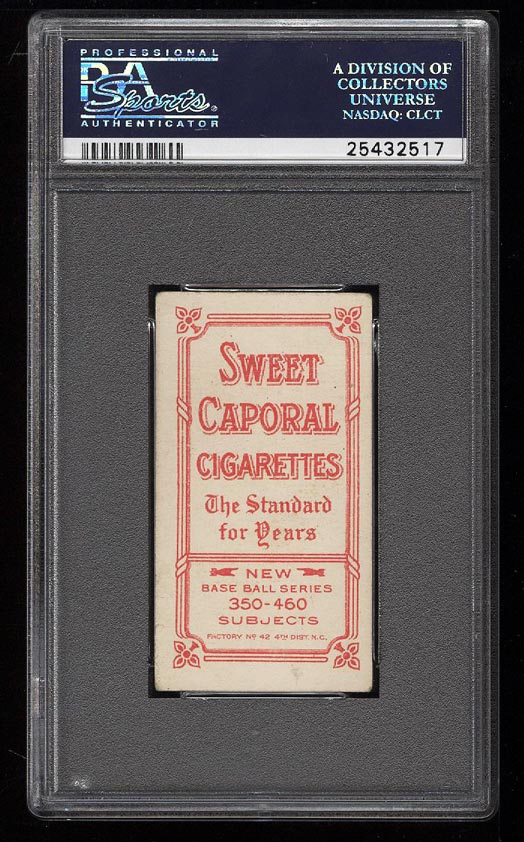 PROFESSIONAL
PSA
Sports
AUTHENTICATOR
A DIVISION OF
COLLECTORS
UNIVERSE
NASDAQ: CLCT
25432517
SWEET
CAPORAL
CIGARETTES
The Standard
for Years
NEW
BASE BALL SERIES
350-460
SUBJECTS
FACTORY Nº 42 4TH DIST. N.C.